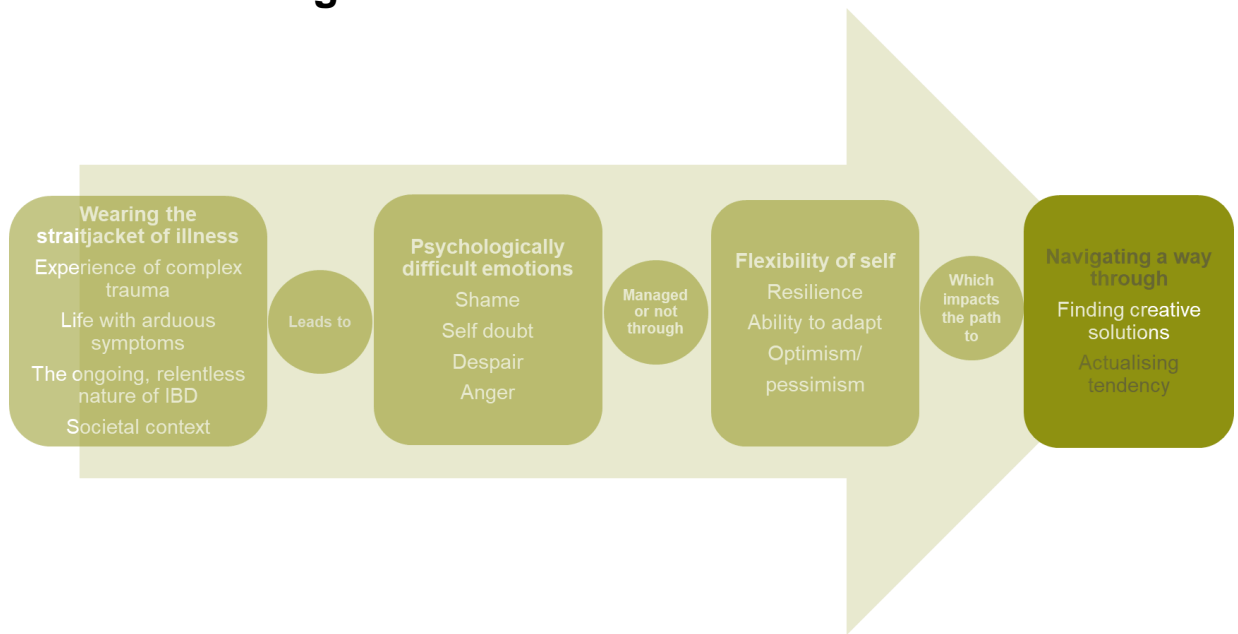 Wearing the
straitjacket of illness
Experience of complex
trauma
Life with arduous
symptoms
The ongoing, relentless
nature of IBD
Societal context
Leads to
Psychologically
difficult emotions
Shame
Self doubt
Despair
Anger
Managed
or not
through
Flexibility of self
Resilience
Ability to adapt
Optimism/
pessimism
Which
impacts
the path
to
Navigating a way
through
Finding creative
solutions
Actualising
tendency